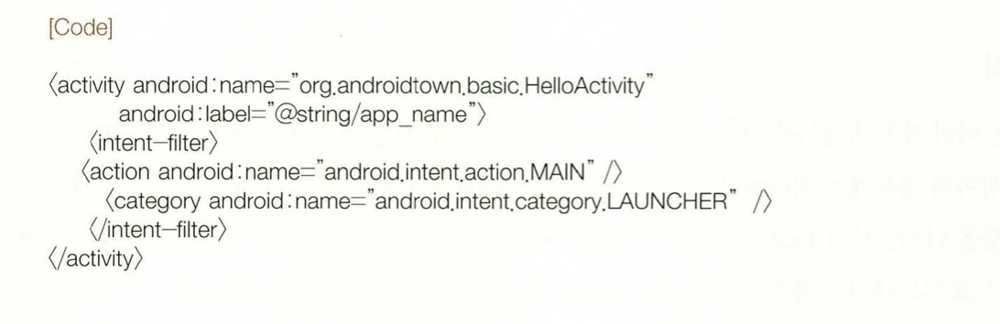 [Code]
〈activity android:name="org.androidtown.basic.HelloActivity"
android:label="@string/app_name"〉
〈intent-filter〉
〈action android:name="android.intent.action.MAIN" /〉
〈category android:name="android.intent.category.LAUNCHER" /〉
〈/intent-filter〉
〈/activity〉